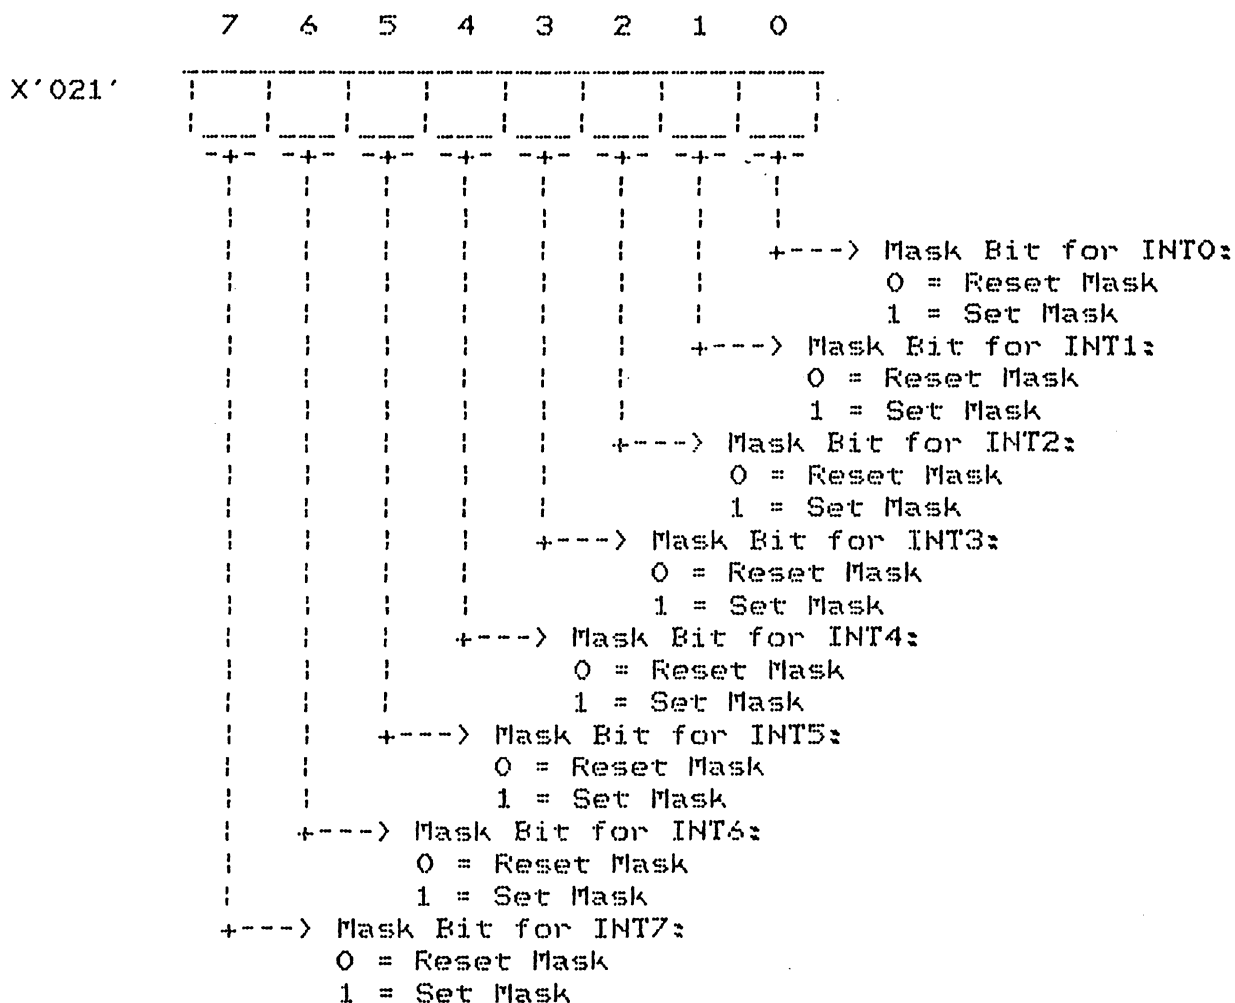 7 6 5 4 3 2 1 0
X'021'
+---> Mask Bit for INT0:
0 = Reset Mask
1 = Set Mask
+---> Mask Bit for INT1:
0 = Reset Mask
1 = Set Mask
+---> Mask Bit for INT2:
0 = Reset Mask
1 = Set Mask
+---> Mask Bit for INT3:
0 = Reset Mask
1 = Set Mask
+---> Mask Bit for INT4:
0 = Reset Mask
1 = Set Mask
+---> Mask Bit for INT5:
0 = Reset Mask
1 = Set Mask
+---> Mask Bit for INT6:
0 = Reset Mask
1 = Set Mask
+---> Mask Bit for INT7:
0 = Reset Mask
1 = Set Mask